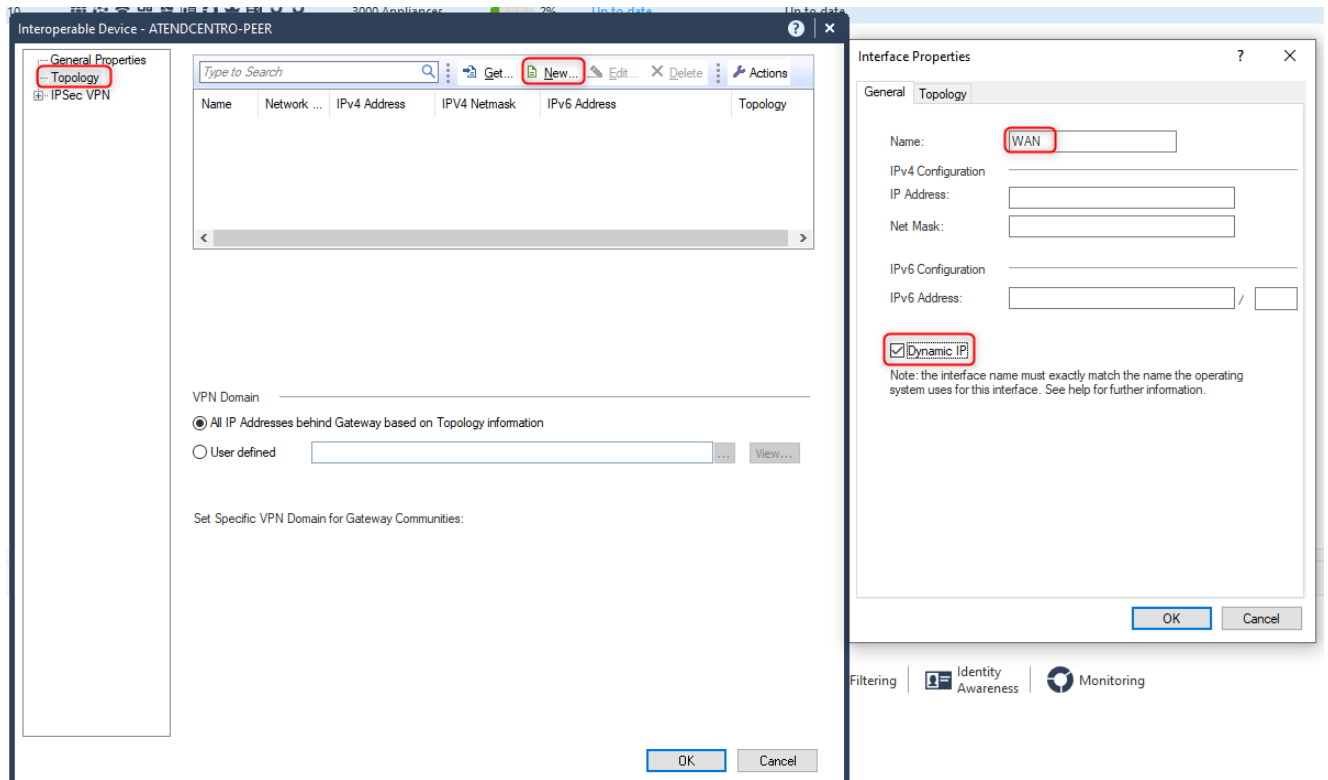 10
3000 Appliances
2%
Up to date
Up to date
Interoperable Device - ATENDCENTRO-PEER
?
General Properties
Topology
IPSec VPN
Type to Search
Get...
New...
Edit...
Delete
Actions
Name
Network ...
IPv4 Address
IPV4 Netmask
IPv6 Address
Topology
VPN Domain
All IP Addresses behind Gateway based on Topology information
User defined
...
View...
Set Specific VPN Domain for Gateway Communities:
OK
Cancel
Interface Properties
?
General
Topology
Name:
WAN
IPv4 Configuration
IP Address:
Net Mask:
IPv6 Configuration
IPv6 Address:
/
Dynamic IP
Note: the interface name must exactly match the name the operating
system uses for this interface. See help for further information.
OK
Cancel
Filtering
Identity
Awareness
Monitoring